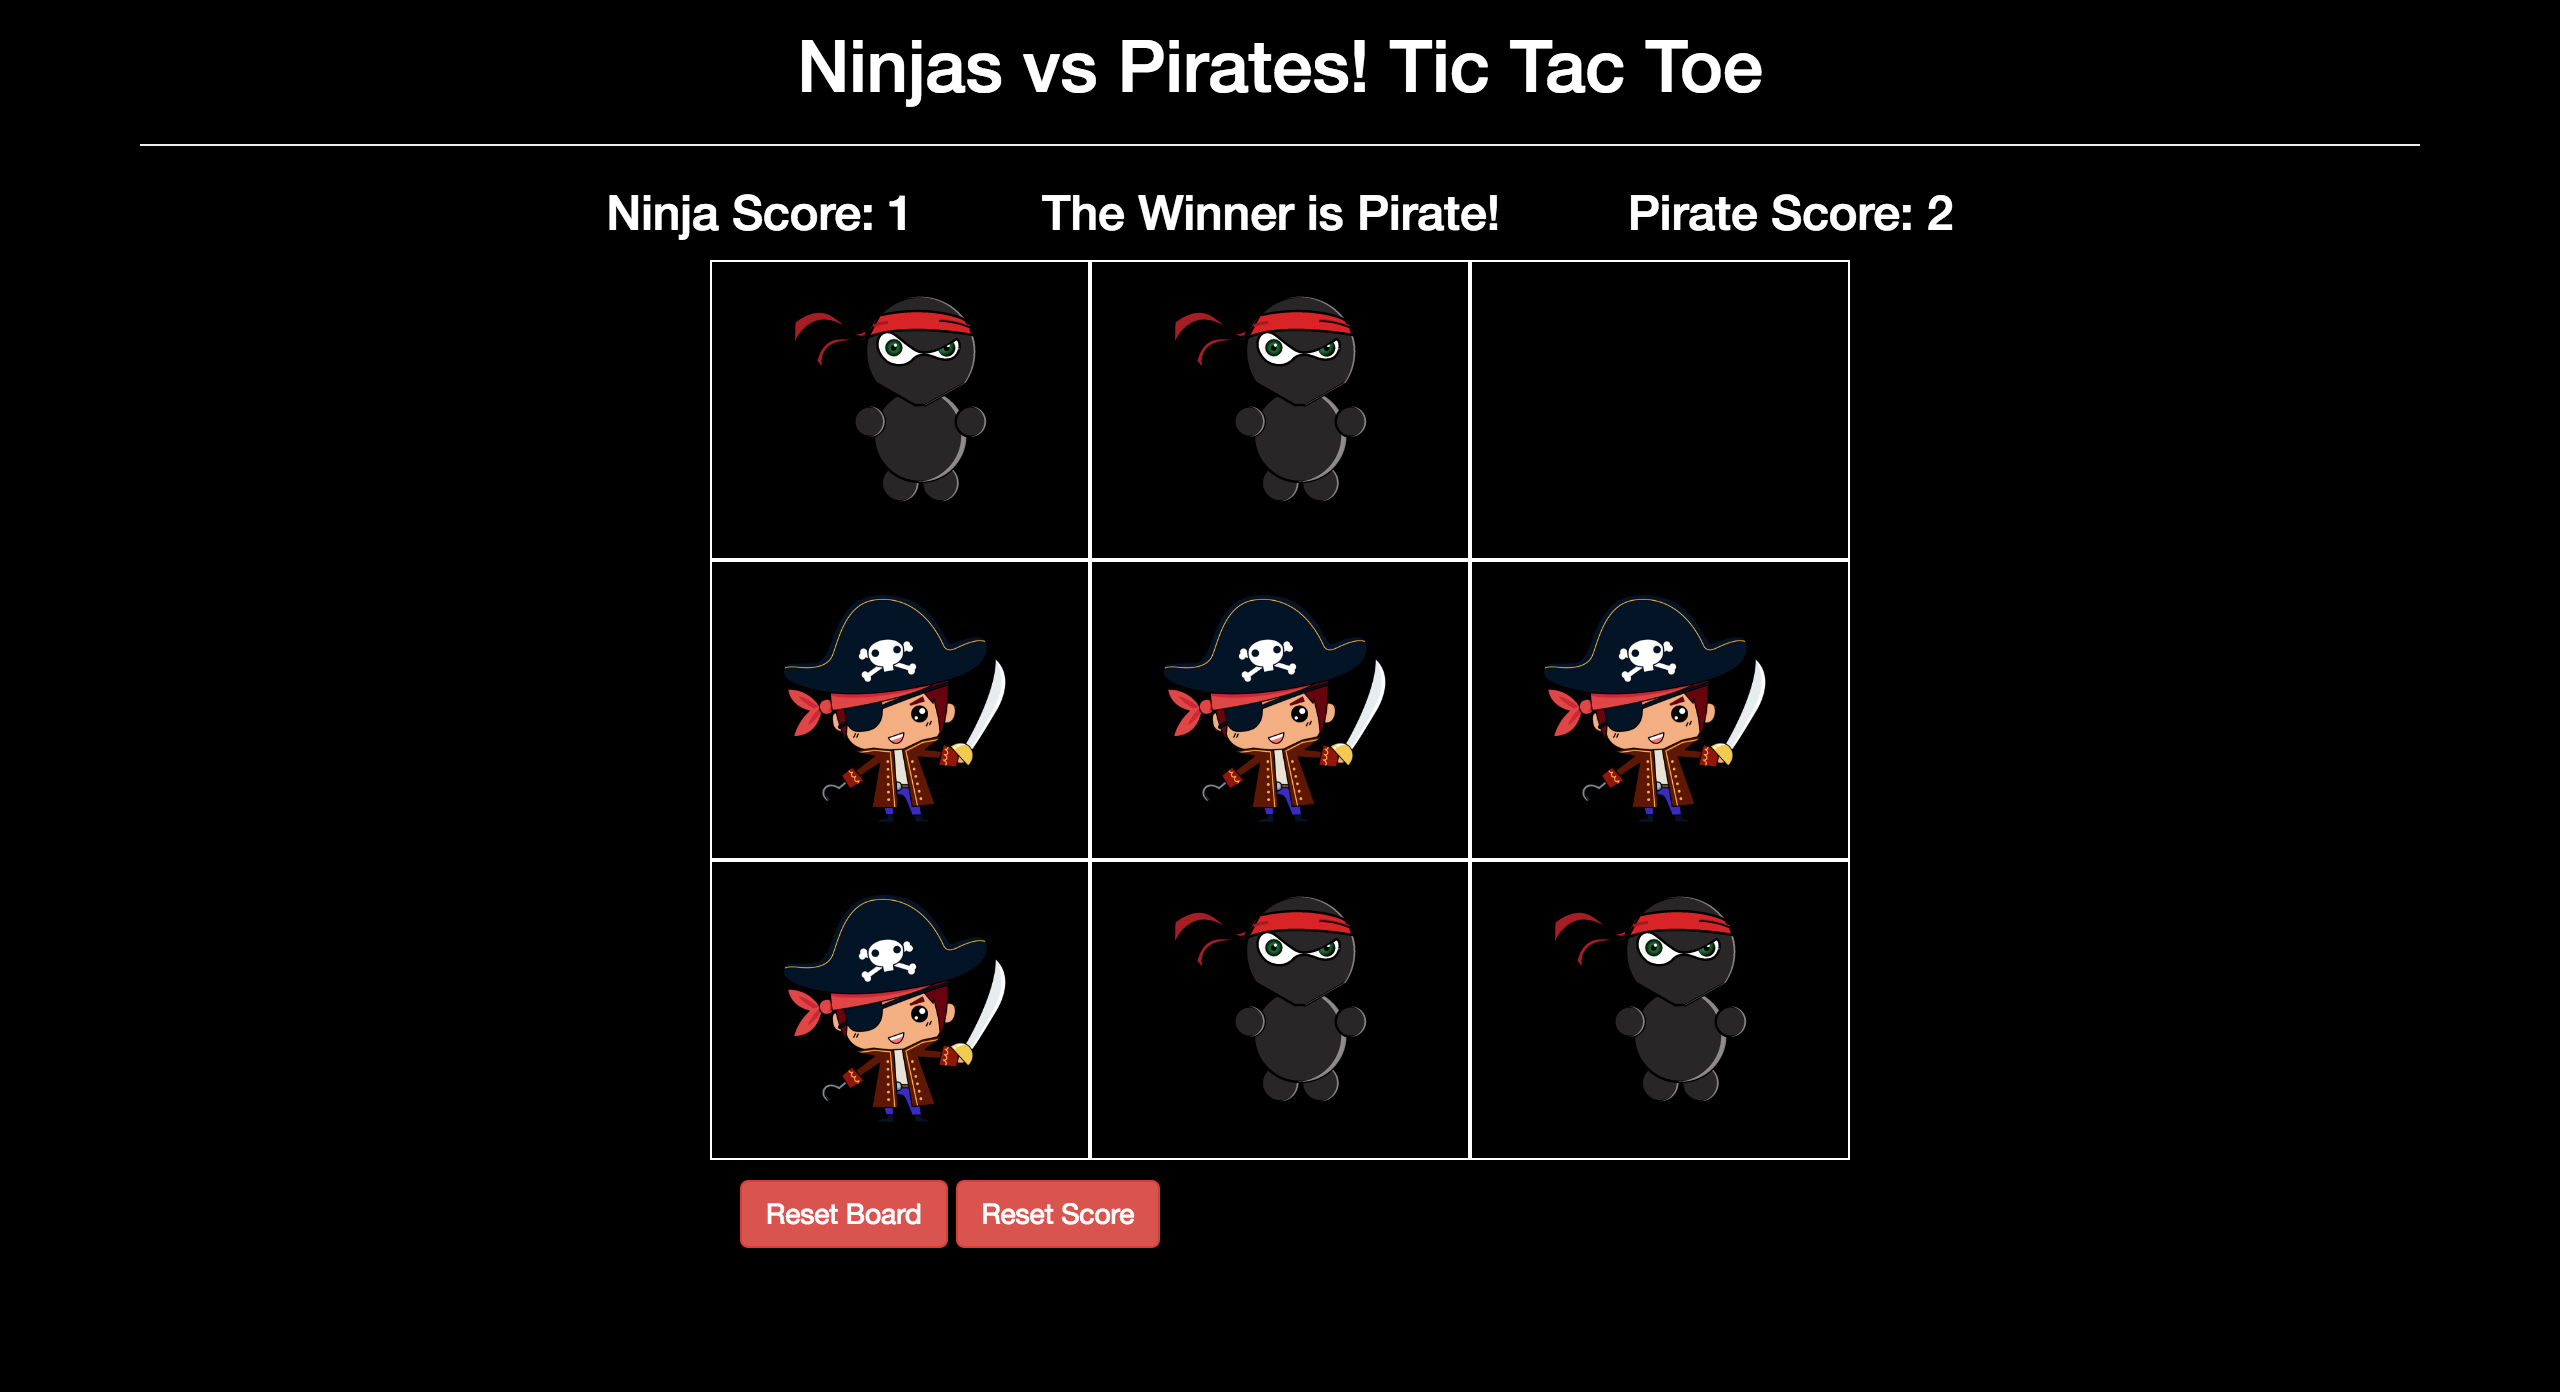 Ninjas vs Pirates! Tic Tac Toe
Ninja Score: 1 The Winner is Pirate! Pirate Score: 2
Reset Board Reset Score